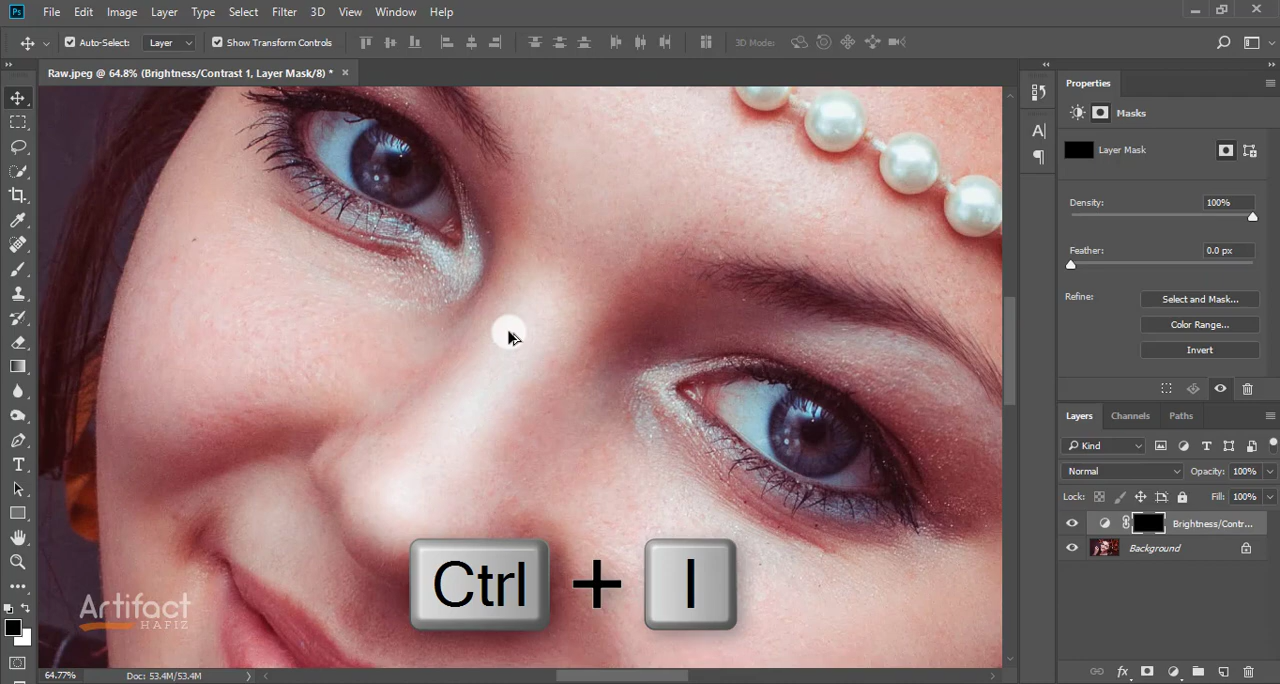 Ps File Edit Image Layer Type Select Filter 3D View Window Help
Auto-Select: Layer Show Transform Controls 3D Mode:
Raw.jpeg @ 64.8% (Brightness/Contrast 1, Layer Mask/8) *
Properties
Masks
Layer Mask
Density: 100%
Feather: 0.0 px
Refine: Select and Mask...
Color Range...
Invert
Layers Channels Paths
Kind
Normal Opacity: 100%
Lock: Fill: 100%
Brightness/Contr...
Background
Ctrl + I
Artifact
HAFIZ
64.77% Doc: 53.4M/53.4M